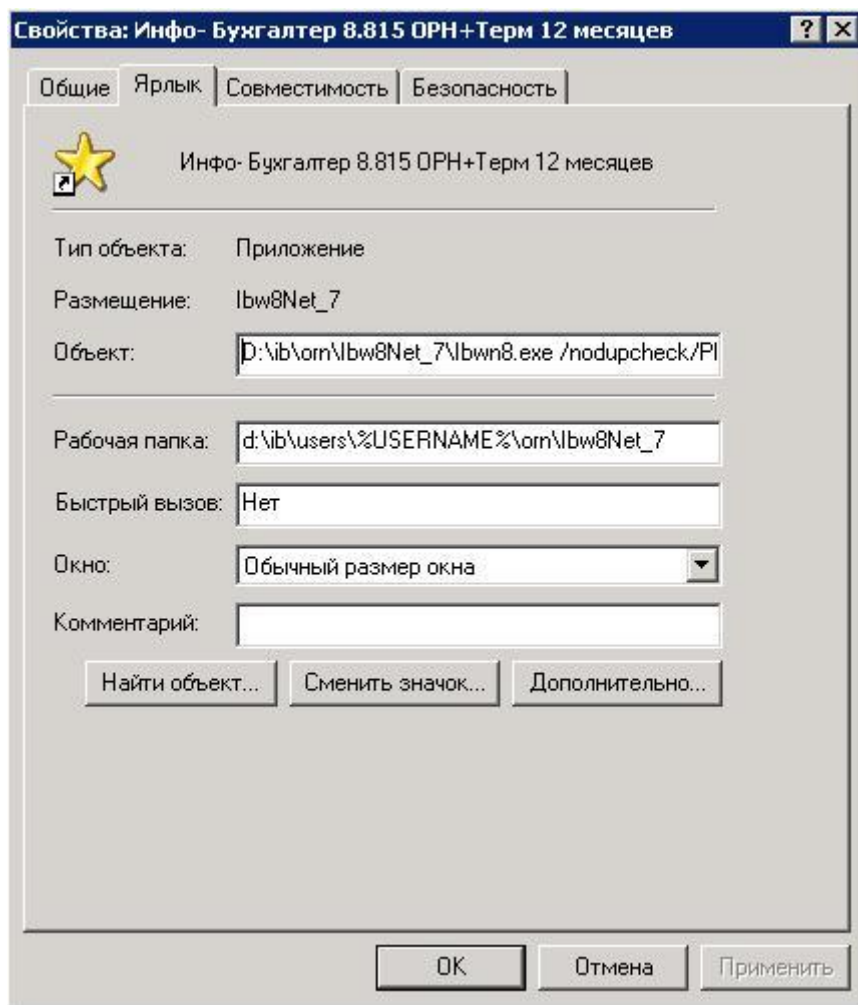 Свойства: Инфо- Бухгалтер 8.815 ОРН+Терм 12 месяцев
Общие Ярлык Совместимость Безопасность
Инфо- Бухгалтер 8.815 ОРН+Терм 12 месяцев
Тип объекта: Приложение
Размещение: Ibw8Net_7
Объект: D:\ib\orn\Ibw8Net_7\Ibwn8.exe /nodupcheck/Pl
Рабочая папка: d:\ib\users\%USERNAME%\orn\Ibw8Net_7
Быстрый вызов: Нет
Окно: Обычный размер окна
Комментарий:
Найти объект... Сменить значок... Дополнительно...
OK Отмена Применить